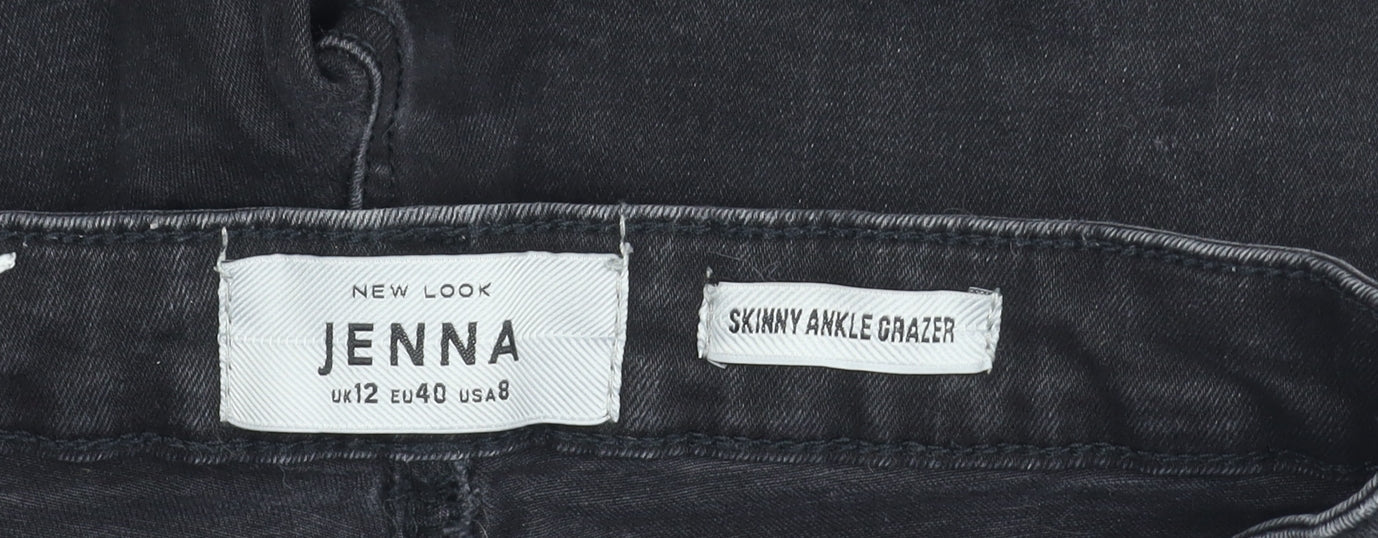 NEW LOOK
JENNA
UK12 EU40 USA8
SKINNY ANKLE GRAZER